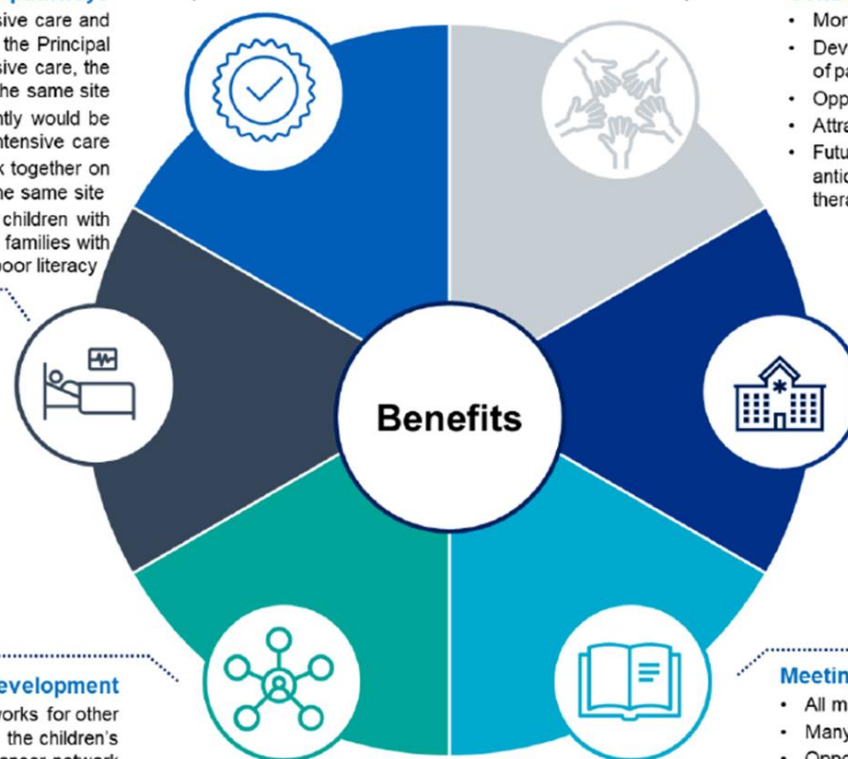 pathways
sive care and
the Principal
sive care, the
he same site
ntly would be
ntensive care
k together on
he same site
children with
families with
oor literacy
Mor
Dev
of pa
Opp
Attra
Futu
antic
thera
Benefits
evelopment
works for other
the children's
Meetin
All m
Many